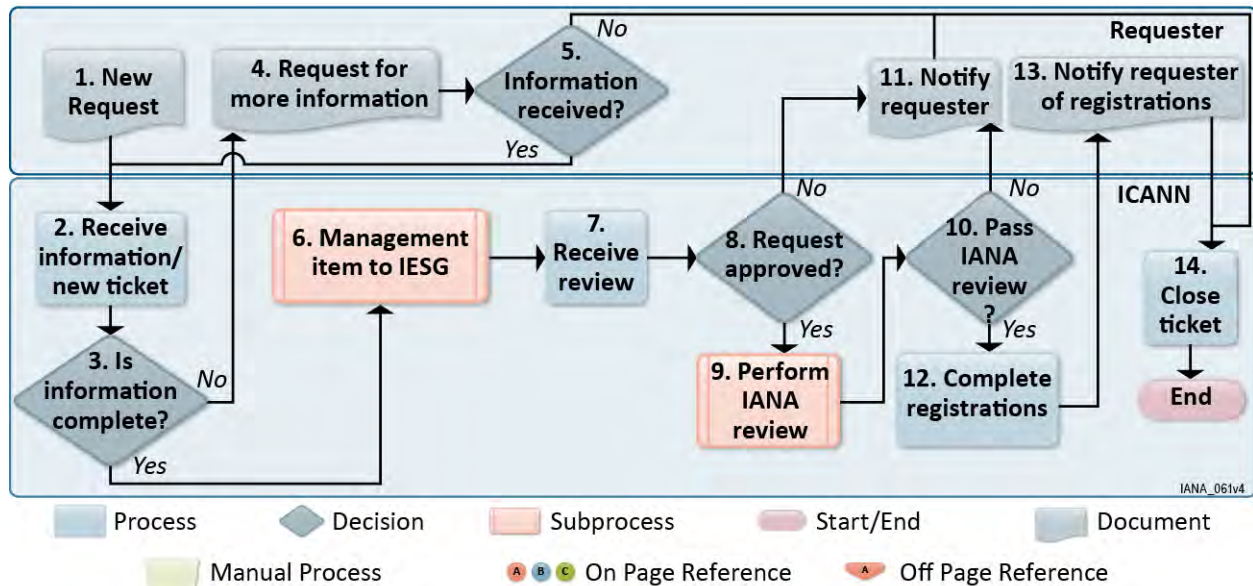 Requester
1. New
Request
4. Request for
more information
5.
Information
received?
No
Yes
11. Notify
requester
13. Notify requester
of registrations
ICANN
2. Receive
information/
new ticket
3. Is
information
complete?
No
Yes
6. Management
item to IESG
7.
Receive
review
8. Request
approved?
No
Yes
9. Perform
IANA
review
10. Pass
IANA
review
?
No
Yes
12. Complete
registrations
14.
Close
ticket
End
IANA_061v4
Process
Decision
Subprocess
Start/End
Document
Manual Process
A B C On Page Reference
A Off Page Reference